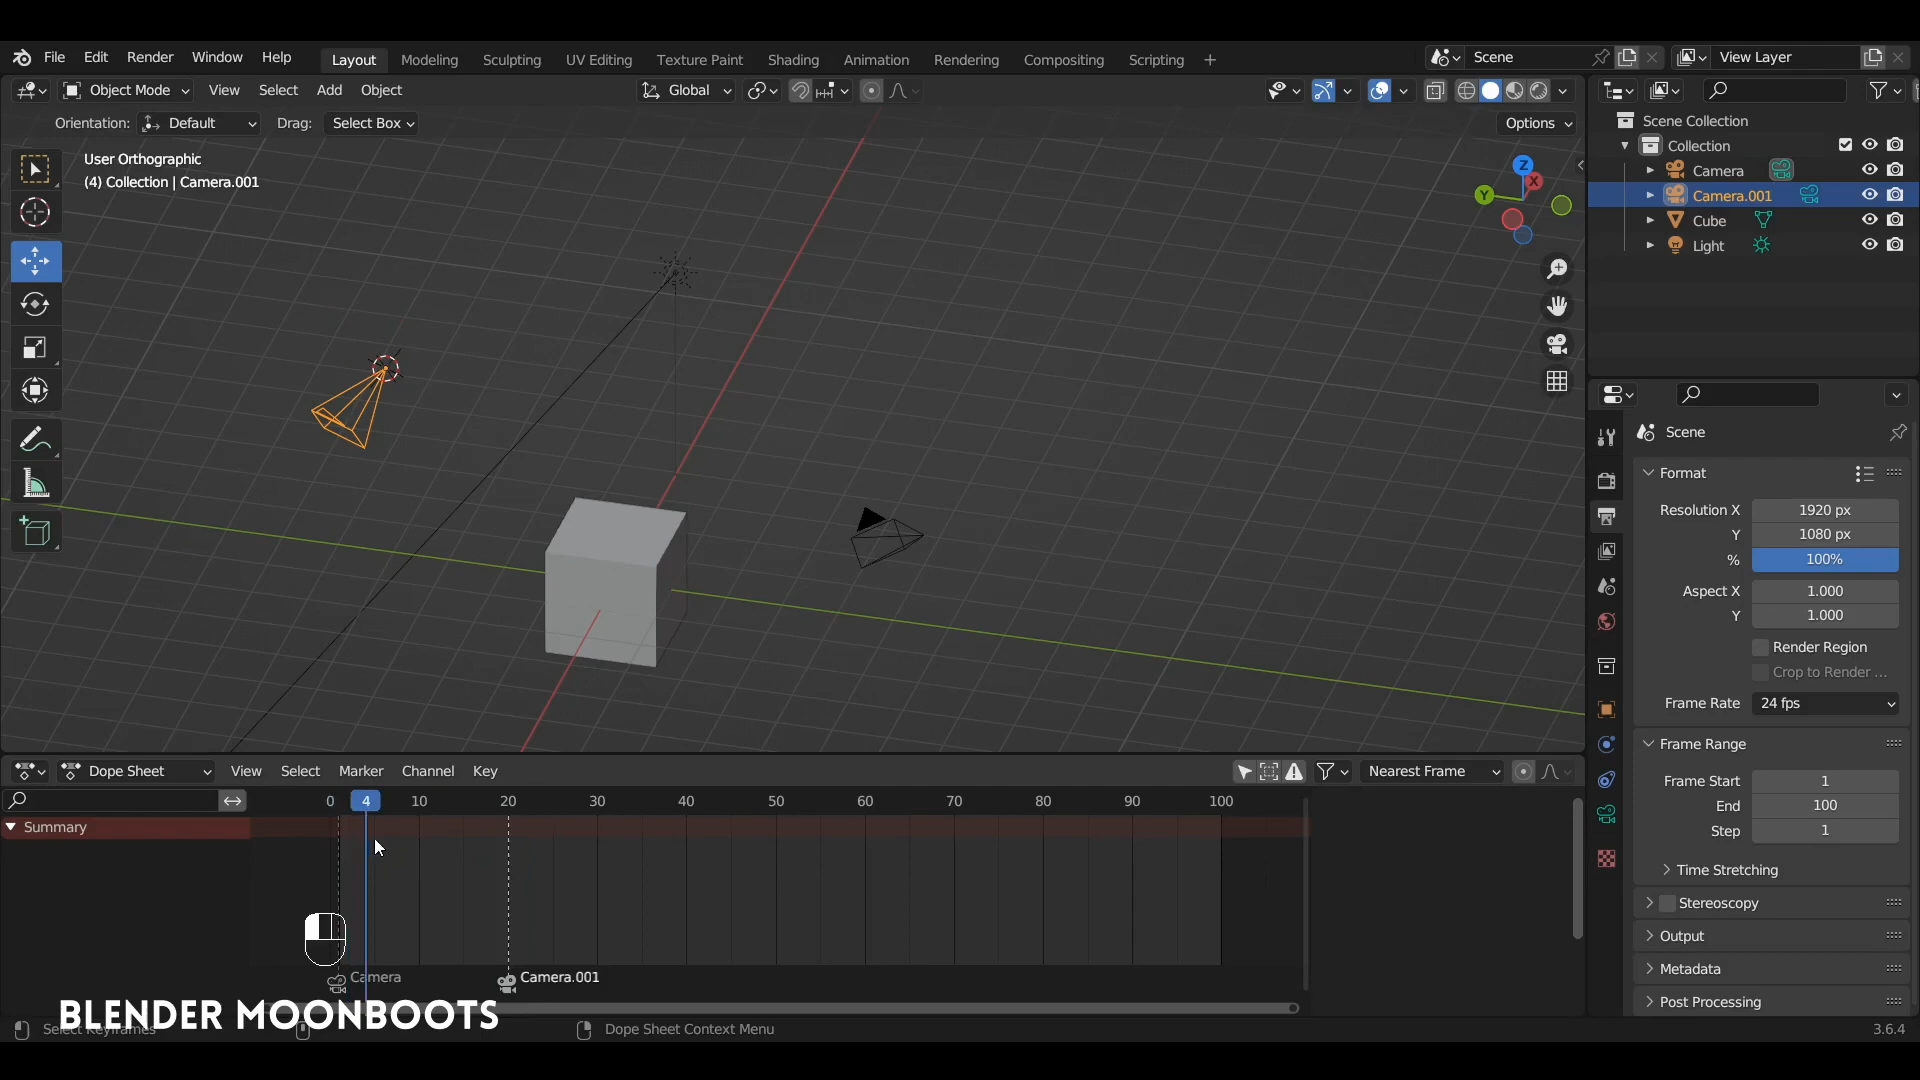 File Edit Render Window Help Layout Modeling Sculpting UV Editing Texture Paint Shading Animation Rendering Compositing Scripting + Scene View Layer
Object Mode View Select Add Object Global
Orientation: Default Drag: Select Box Options
User Orthographic
(4) Collection | Camera.001
Z
X
Y
Scene Collection
Collection
Camera
Camera.001
Cube
Light
Scene
Format
Resolution X 1920 px
Y 1080 px
% 100%
Aspect X 1.000
Y 1.000
Render Region
Crop to Render ...
Frame Rate 24 fps
Frame Range
Frame Start 1
End 100
Step 1
Time Stretching
Stereoscopy
Output
Metadata
Post Processing
Dope Sheet View Select Marker Channel Key Nearest Frame
0 4 10 20 30 40 50 60 70 80 90 100
Summary
Camera Camera.001
BLENDER MOONBOOTS
Select Keyframes Dope Sheet Context Menu 3.6.4